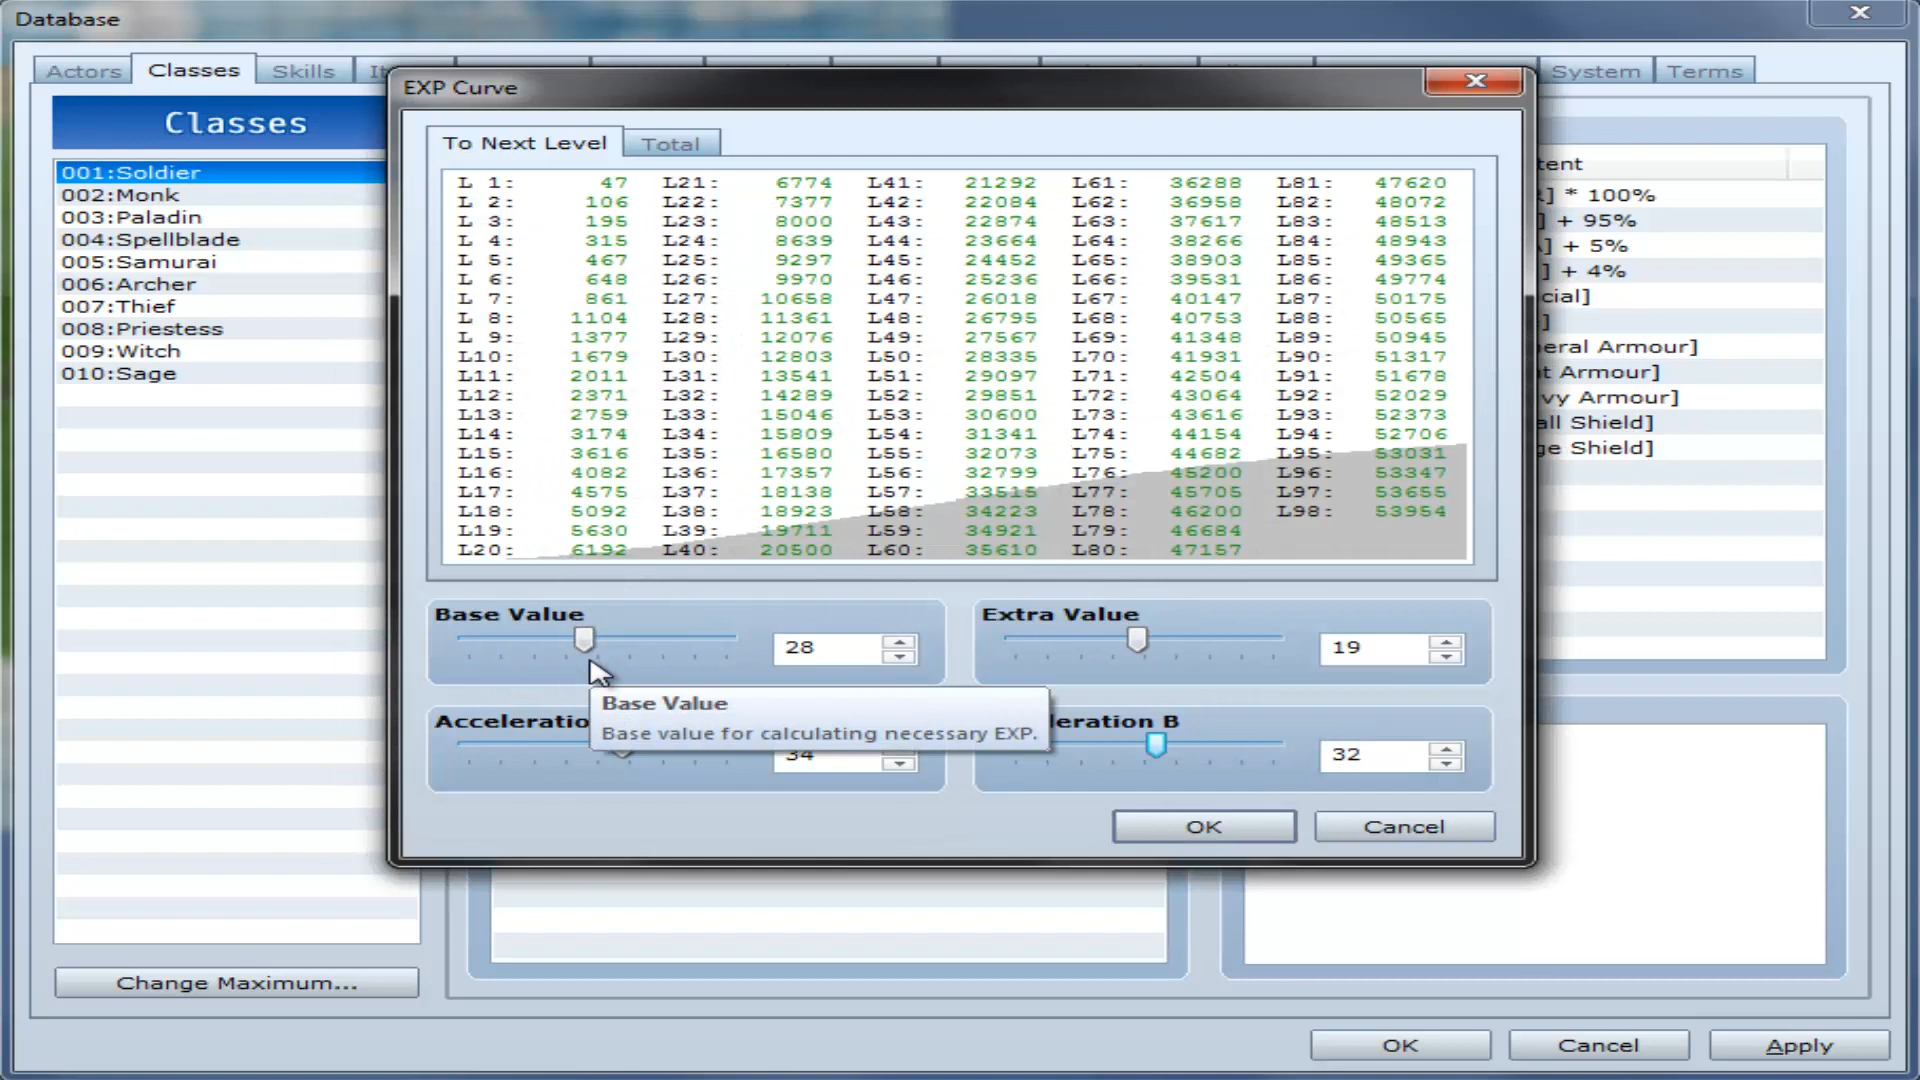 Database
Actors
Classes
Skills
It
System
Terms
Classes
001:Soldier
002:Monk
003:Paladin
004:Spellblade
005:Samurai
006:Archer
007:Thief
008:Priestess
009:Witch
010:Sage
Change Maximum...
EXP Curve
To Next Level
Total
L 1: 47 L21: 6774 L41: 21292 L61: 36288 L81: 47620
L 2: 106 L22: 7377 L42: 22084 L62: 36958 L82: 48072
L 3: 195 L23: 8000 L43: 22874 L63: 37617 L83: 48513
L 4: 315 L24: 8639 L44: 23664 L64: 38266 L84: 48943
L 5: 467 L25: 9297 L45: 24452 L65: 38903 L85: 49365
L 6: 648 L26: 9970 L46: 25236 L66: 39531 L86: 49774
L 7: 861 L27: 10658 L47: 26018 L67: 40147 L87: 50175
L 8: 1104 L28: 11361 L48: 26795 L68: 40753 L88: 50565
L 9: 1377 L29: 12076 L49: 27567 L69: 41348 L89: 50945
L10: 1679 L30: 12803 L50: 28335 L70: 41931 L90: 51317
L11: 2011 L31: 13541 L51: 29097 L71: 42504 L91: 51678
L12: 2371 L32: 14289 L52: 29851 L72: 43064 L92: 52029
L13: 2759 L33: 15046 L53: 30600 L73: 43616 L93: 52373
L14: 3174 L34: 15809 L54: 31341 L74: 44154 L94: 52706
L15: 3616 L35: 16580 L55: 32073 L75: 44682 L95: 53031
L16: 4082 L36: 17357 L56: 32799 L76: 45200 L96: 53347
L17: 4575 L37: 18138 L57: 33515 L77: 45705 L97: 53655
L18: 5092 L38: 18923 L58: 34223 L78: 46200 L98: 53954
L19: 5630 L39: 19711 L59: 34921 L79: 46684
L20: 6192 L40: 20500 L60: 35610 L80: 47157
Base Value
28
Extra Value
19
Acceleratio
34
leration B
32
Base Value
Base value for calculating necessary EXP.
OK
Cancel
tent
] * 100%
] + 95%
] + 5%
] + 4%
cial]
]
eral Armour]
t Armour]
vy Armour]
all Shield]
ge Shield]
OK
Cancel
Apply